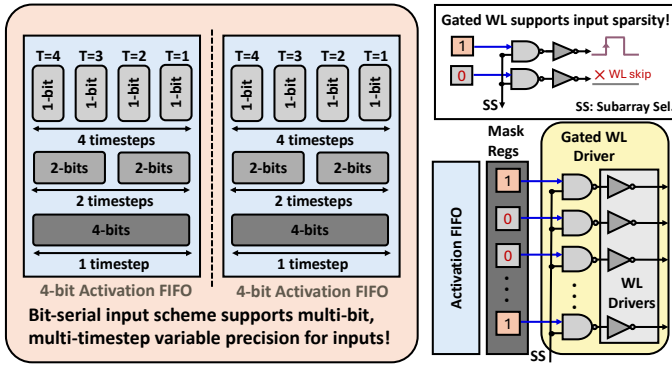 T=4 T=3 T=2 T=1
1-bit 1-bit 1-bit 1-bit
4 timesteps
2-bits 2-bits
2 timesteps
4-bits
1 timestep
4-bit Activation FIFO
T=4 T=3 T=2 T=1
1-bit 1-bit 1-bit 1-bit
4 timesteps
2-bits 2-bits
2 timesteps
4-bits
1 timestep
4-bit Activation FIFO
Bit-serial input scheme supports multi-bit,
multi-timestep variable precision for inputs!
Gated WL supports input sparsity!
1
0
WL skip
SS
SS: Subarray Sel.
Mask
Regs
Gated WL
Driver
Activation FIFO
1
0
0
1
WL
Drivers
SS